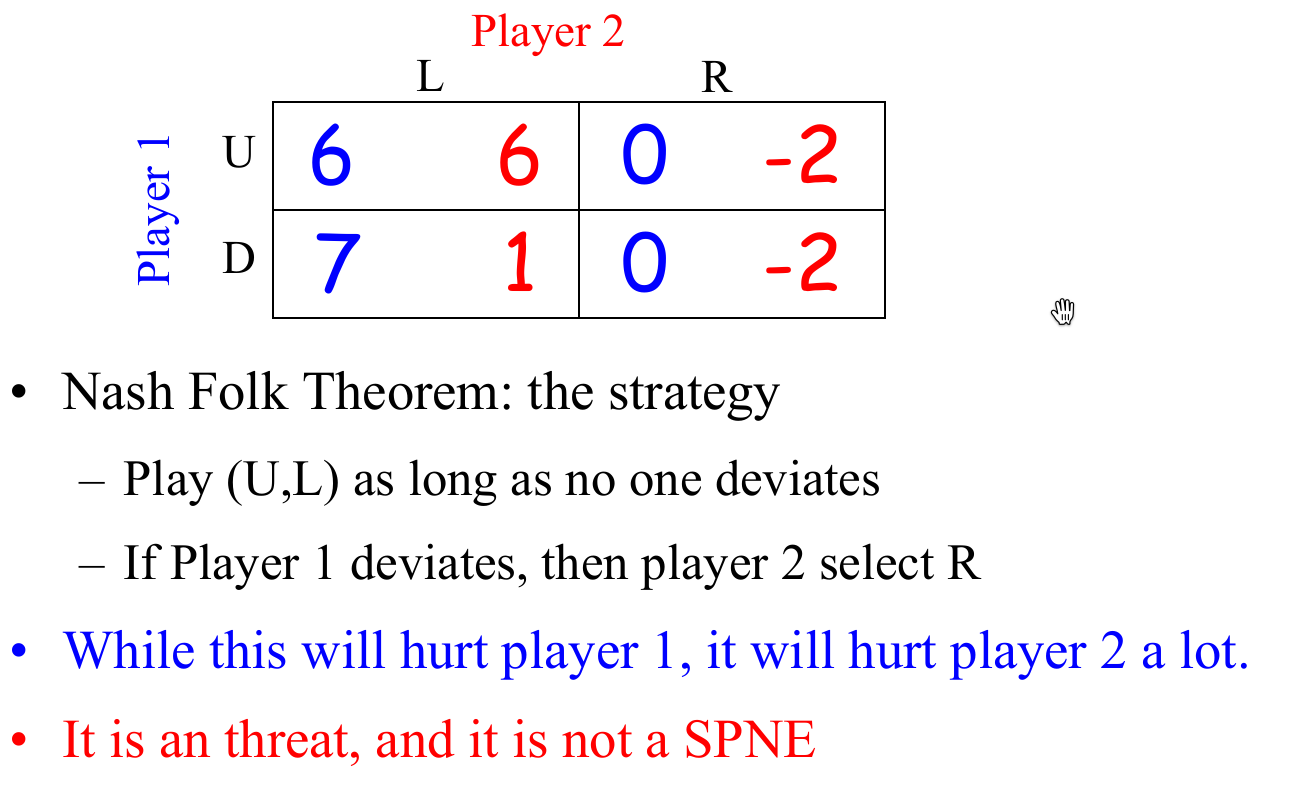 Player 2
L R
Player 1
U 6 6 0 -2
D 7 1 0 -2
• Nash Folk Theorem: the strategy
– Play (U,L) as long as no one deviates
– If Player 1 deviates, then player 2 select R
• While this will hurt player 1, it will hurt player 2 a lot.
• It is an threat, and it is not a SPNE